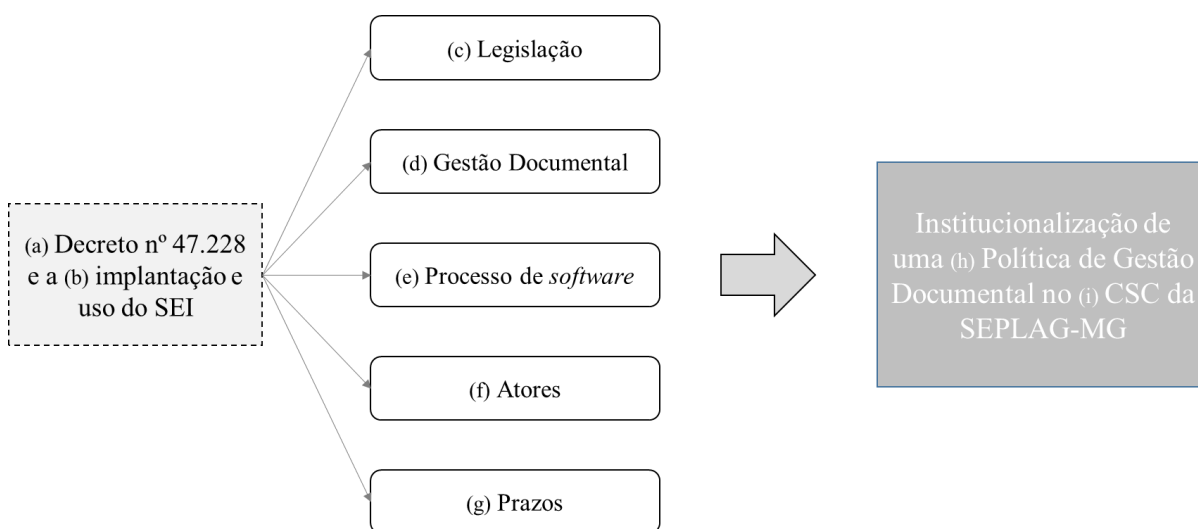 (c) Legislação
(d) Gestão Documental
(a) Decreto nº 47.228
e a (b) implantação e
uso do SEI
(e) Processo de software
(f) Atores
(g) Prazos
Institucionalização de
uma (h) Política de Gestão
Documental no (i) CSC da
SEPLAG-MG